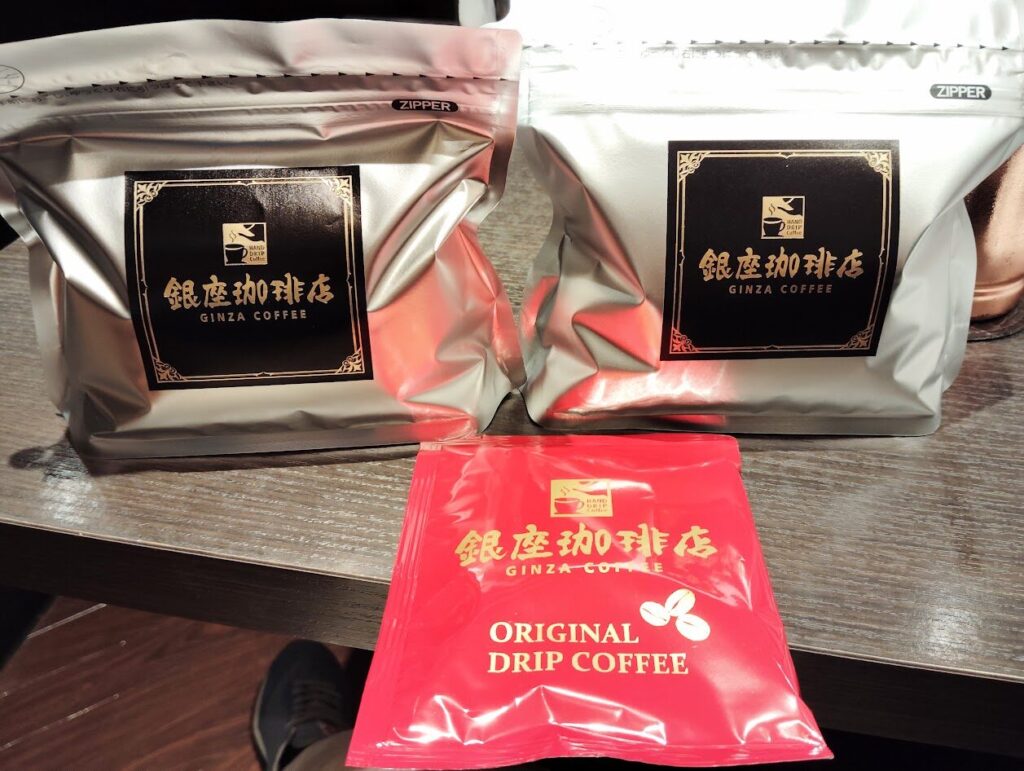 ZIPPER
HAND
DRIP
Coffee
銀座珈琲店
GINZA COFFEE
ZIPPER
HAND
DRIP
Coffee
銀座珈琲店
GINZA COFFEE
HAND
DRIP
Coffee
銀座珈琲店
GINZA COFFEE
ORIGINAL
DRIP COFFEE